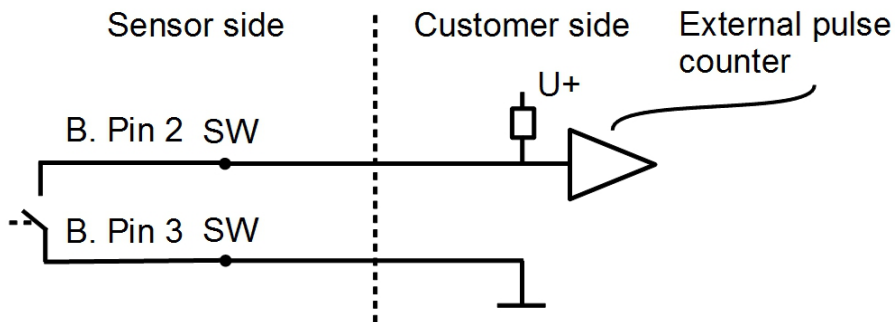 Sensor side
Customer side
External pulse
counter
U+
B. Pin 2 SW
B. Pin 3 SW